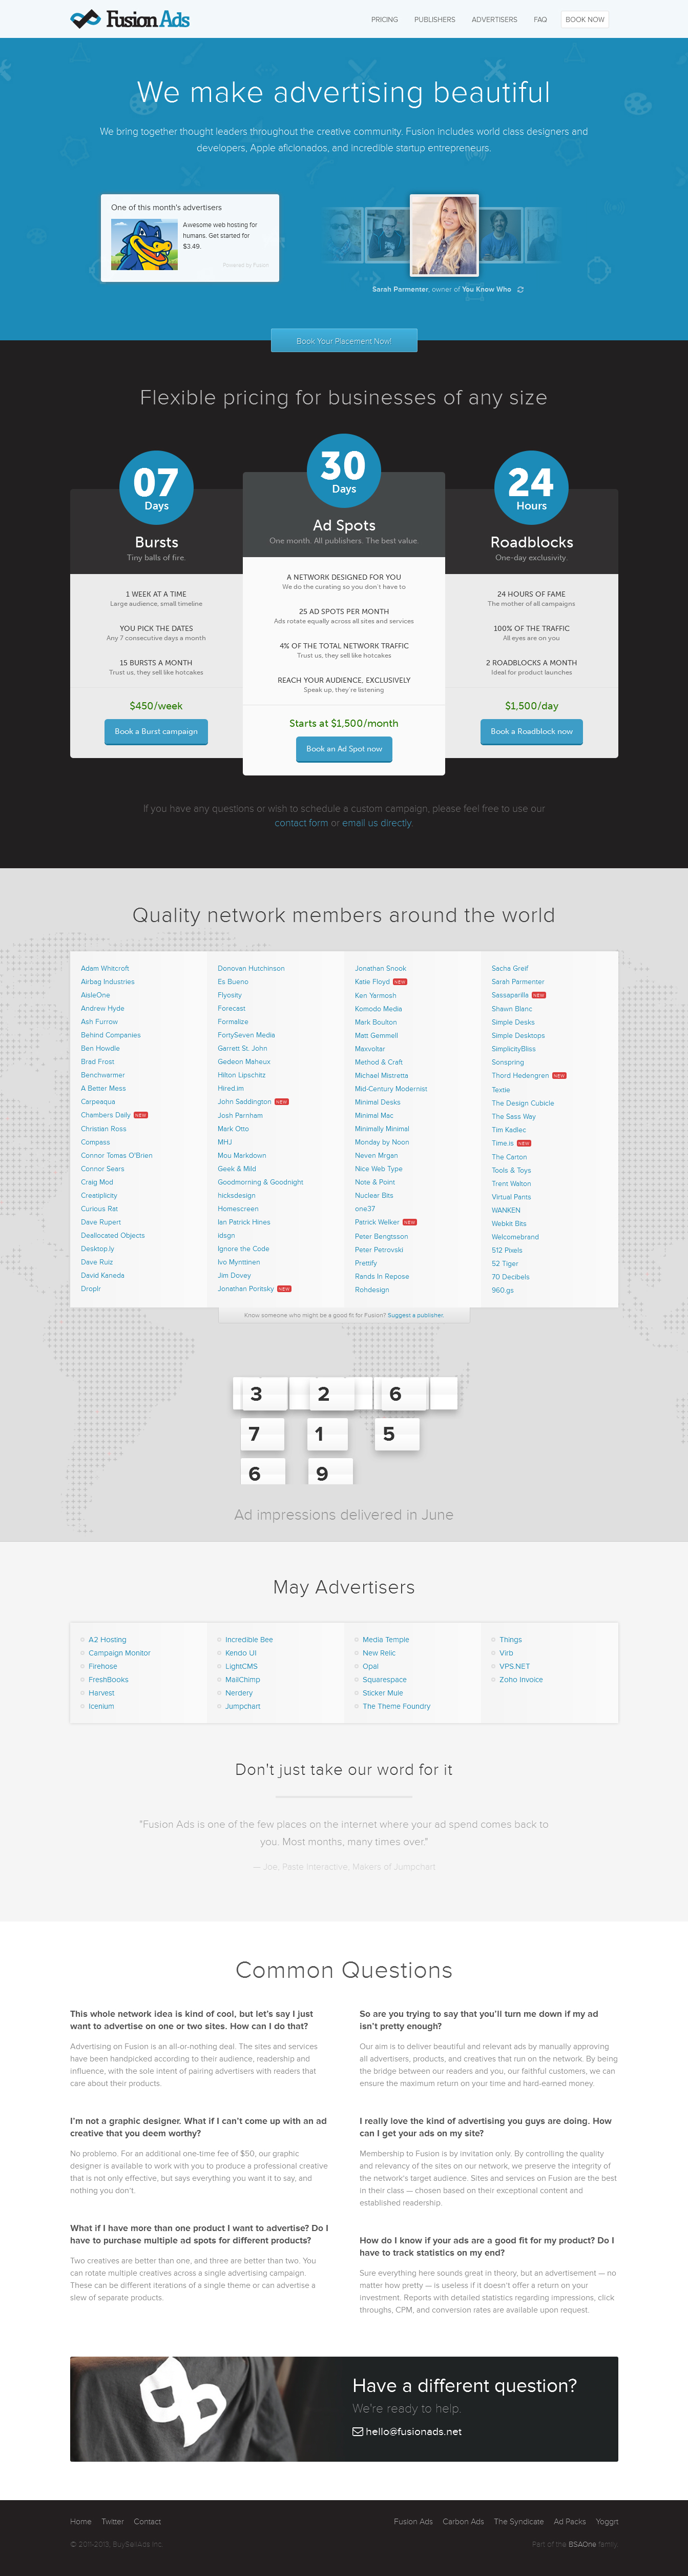 Fusion Ads
PRICING PUBLISHERS ADVERTISERS FAQ BOOK NOW
We make advertising beautiful
We bring together thought leaders throughout the creative community. Fusion includes world class designers and
developers, Apple aficionados, and incredible startup entrepreneurs.
One of this month's advertisers
Awesome web hosting for
humans. Get started for
$3.49.
Powered by Fusion
Sarah Parmenter, owner of You Know Who
Book Your Placement Now!
Flexible pricing for businesses of any size
07
Days
Bursts
Tiny balls of fire.
1 WEEK AT A TIME
Large audience, small timeline
YOU PICK THE DATES
Any 7 consecutive days a month
15 BURSTS A MONTH
Trust us, they sell like hotcakes
$450/week
Book a Burst campaign
30
Days
Ad Spots
One month. All publishers. The best value.
A NETWORK DESIGNED FOR YOU
We do the curating so you don't have to
25 AD SPOTS PER MONTH
Ads rotate equally across all sites and services
4% OF THE TOTAL NETWORK TRAFFIC
Trust us, they sell like hotcakes
REACH YOUR AUDIENCE, EXCLUSIVELY
Speak up, they're listening
Starts at $1,500/month
Book an Ad Spot now
24
Hours
Roadblocks
One-day exclusivity.
24 HOURS OF FAME
The mother of all campaigns
100% OF THE TRAFFIC
All eyes are on you
2 ROADBLOCKS A MONTH
Ideal for product launches
$1,500/day
Book a Roadblock now
If you have any questions or wish to schedule a custom campaign, please feel free to use our
contact form or email us directly.
Quality network members around the world
Adam Whitcroft
Airbag Industries
AisleOne
Andrew Hyde
Ash Furrow
Behind Companies
Ben Howdle
Brad Frost
Benchwarmer
A Better Mess
Carpeaqua
Chambers Daily NEW
Christian Ross
Compass
Connor Tomas O'Brien
Connor Sears
Craig Mod
Creatiplicity
Curious Rat
Dave Rupert
Deallocated Objects
Desktop.ly
Dave Ruiz
David Kaneda
Droplr
Donovan Hutchinson
Es Bueno
Flyosity
Forecast
Formalize
FortySeven Media
Garrett St. John
Gedeon Maheux
Hilton Lipschitz
Hired.im
John Saddington NEW
Josh Parnham
Mark Otto
MHJ
Mou Markdown
Geek & Mild
Goodmorning & Goodnight
hicksdesign
Homescreen
Ian Patrick Hines
idsgn
Ignore the Code
Ivo Mynttinen
Jim Dovey
Jonathan Poritsky NEW
Jonathan Snook
Katie Floyd NEW
Ken Yarmosh
Komodo Media
Mark Boulton
Matt Gemmell
Maxvoltar
Method & Craft
Michael Mistretta
Mid-Century Modernist
Minimal Desks
Minimal Mac
Minimally Minimal
Monday by Noon
Neven Mrgan
Nice Web Type
Note & Point
Nuclear Bits
one37
Patrick Welker NEW
Peter Bengtsson
Peter Petrovski
Prettify
Rands In Repose
Rohdesign
Sacha Greif
Sarah Parmenter
Sassaparilla NEW
Shawn Blanc
Simple Desks
Simple Desktops
SimplicityBliss
Sonspring
Thord Hedengren NEW
Textie
The Design Cubicle
The Sass Way
Tim Kadlec
Time.is NEW
The Carton
Tools & Toys
Trent Walton
Virtual Pants
WANKEN
Webkit Bits
Welcomebrand
512 Pixels
52 Tiger
70 Decibels
960.gs
Know someone who might be a good fit for Fusion? Suggest a publisher.
3 2 6
7 1 5
6 9
Ad impressions delivered in June
May Advertisers
A2 Hosting
Campaign Monitor
Firehose
FreshBooks
Harvest
Icenium
Incredible Bee
Kendo UI
LightCMS
MailChimp
Nerdery
Jumpchart
Media Temple
New Relic
Opal
Squarespace
Sticker Mule
The Theme Foundry
Things
Virb
VPS.NET
Zoho Invoice
Don't just take our word for it
"Fusion Ads is one of the few places on the internet where your ad spend comes back to
you. Most months, many times over."
— Joe, Paste Interactive, Makers of Jumpchart
Common Questions
This whole network idea is kind of cool, but let's say I just
want to advertise on one or two sites. How can I do that?
Advertising on Fusion is an all-or-nothing deal. The sites and services
have been handpicked according to their audience, readership and
influence, with the sole intent of pairing advertisers with readers that
care about their products.
I'm not a graphic designer. What if I can't come up with an ad
creative that you deem worthy?
No problemo. For an additional one-time fee of $50, our graphic
designer is available to work with you to produce a professional creative
that is not only effective, but says everything you want it to say, and
nothing you don't.
What if I have more than one product I want to advertise? Do I
have to purchase multiple ad spots for different products?
Two creatives are better than one, and three are better than two. You
can rotate multiple creatives across a single advertising campaign.
These can be different iterations of a single theme or can advertise a
slew of separate products.
So are you trying to say that you'll turn me down if my ad
isn't pretty enough?
Our aim is to deliver beautiful and relevant ads by manually approving
all advertisers, products, and creatives that run on the network. By being
the bridge between our readers and you, our faithful customers, we can
ensure the maximum return on your time and hard-earned money.
I really love the kind of advertising you guys are doing. How
can I get your ads on my site?
Membership to Fusion is by invitation only. By controlling the quality
and relevancy of the sites on our network, we preserve the integrity of
the network's target audience. Sites and services on Fusion are the best
in their class — chosen based on their exceptional content and
established readership.
How do I know if your ads are a good fit for my product? Do I
have to track statistics on my end?
Sure everything here sounds great in theory, but an advertisement — no
matter how pretty — is useless if it doesn't offer a return on your
investment. Reports with detailed statistics regarding impressions, click
throughs, CPM, and conversion rates are available upon request.
Have a different question?
We're ready to help.
hello@fusionads.net
Home Twitter Contact
Fusion Ads Carbon Ads The Syndicate Ad Packs Yoggrt
© 2011-2013, BuySellAds Inc.
Part of the BSAOne family.